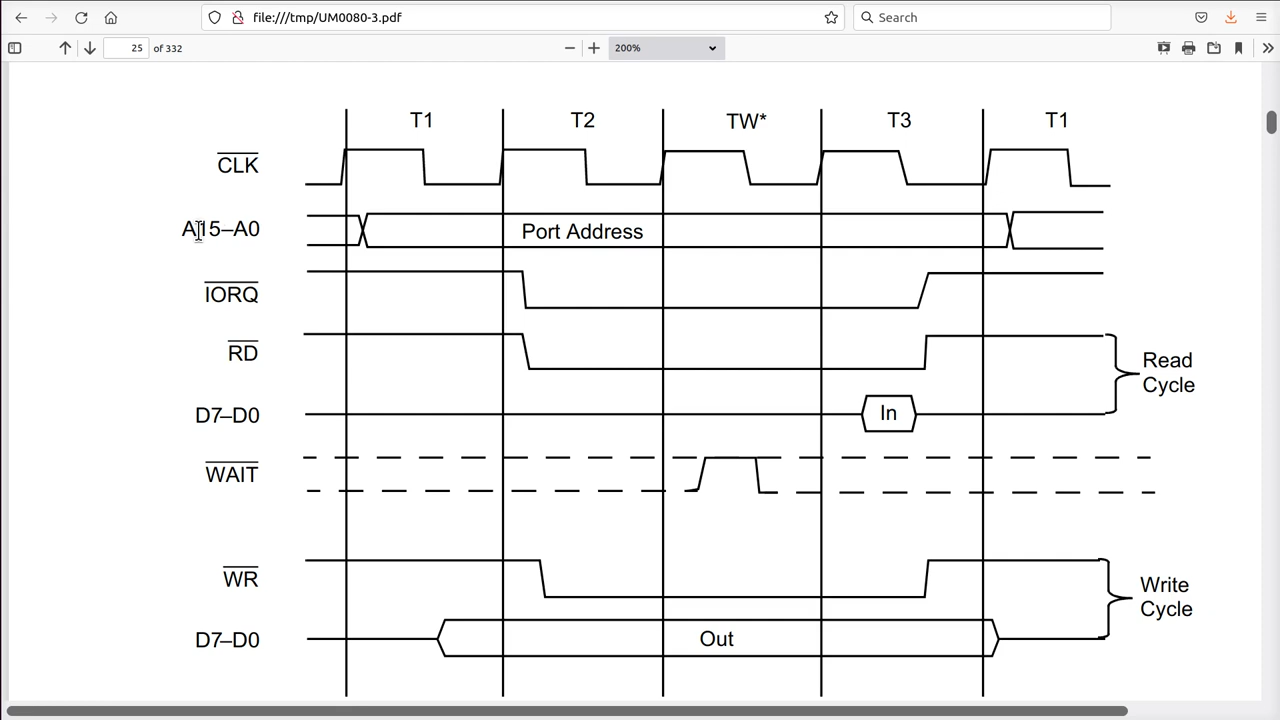 file:///tmp/UM0080-3.pdf
Search
25 of 332
200%
T1 T2 TW* T3 T1
CLK
A15–A0 Port Address
IORQ
RD
Read
Cycle
D7–D0 In
WAIT
WR
Write
Cycle
D7–D0 Out